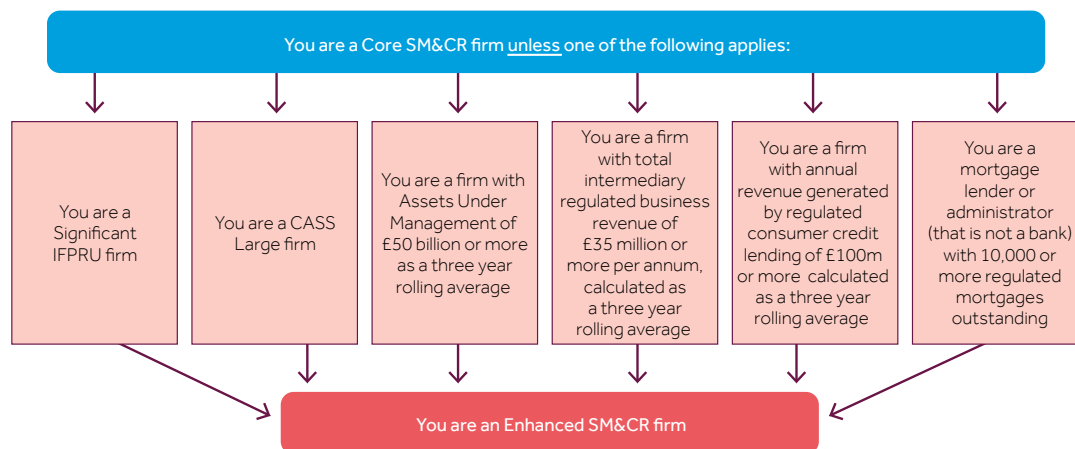 You are a Core SM&CR firm unless one of the following applies:
You are a
Significant
IFPRU firm
You are a CASS
Large firm
You are a firm with
Assets Under
Management of
£50 billion or more
as a three year
rolling average
You are a firm
with total
intermediary
regulated business
revenue of
£35 million or
more per annum,
calculated as
a three year
rolling average
You are a firm
with annual
revenue generated
by regulated
consumer credit
lending of £100m
or more calculated
as a three year
rolling average
You are a
mortgage
lender or
administrator
(that is not a bank)
with 10,000 or
more regulated
mortgages
outstanding
You are an Enhanced SM&CR firm